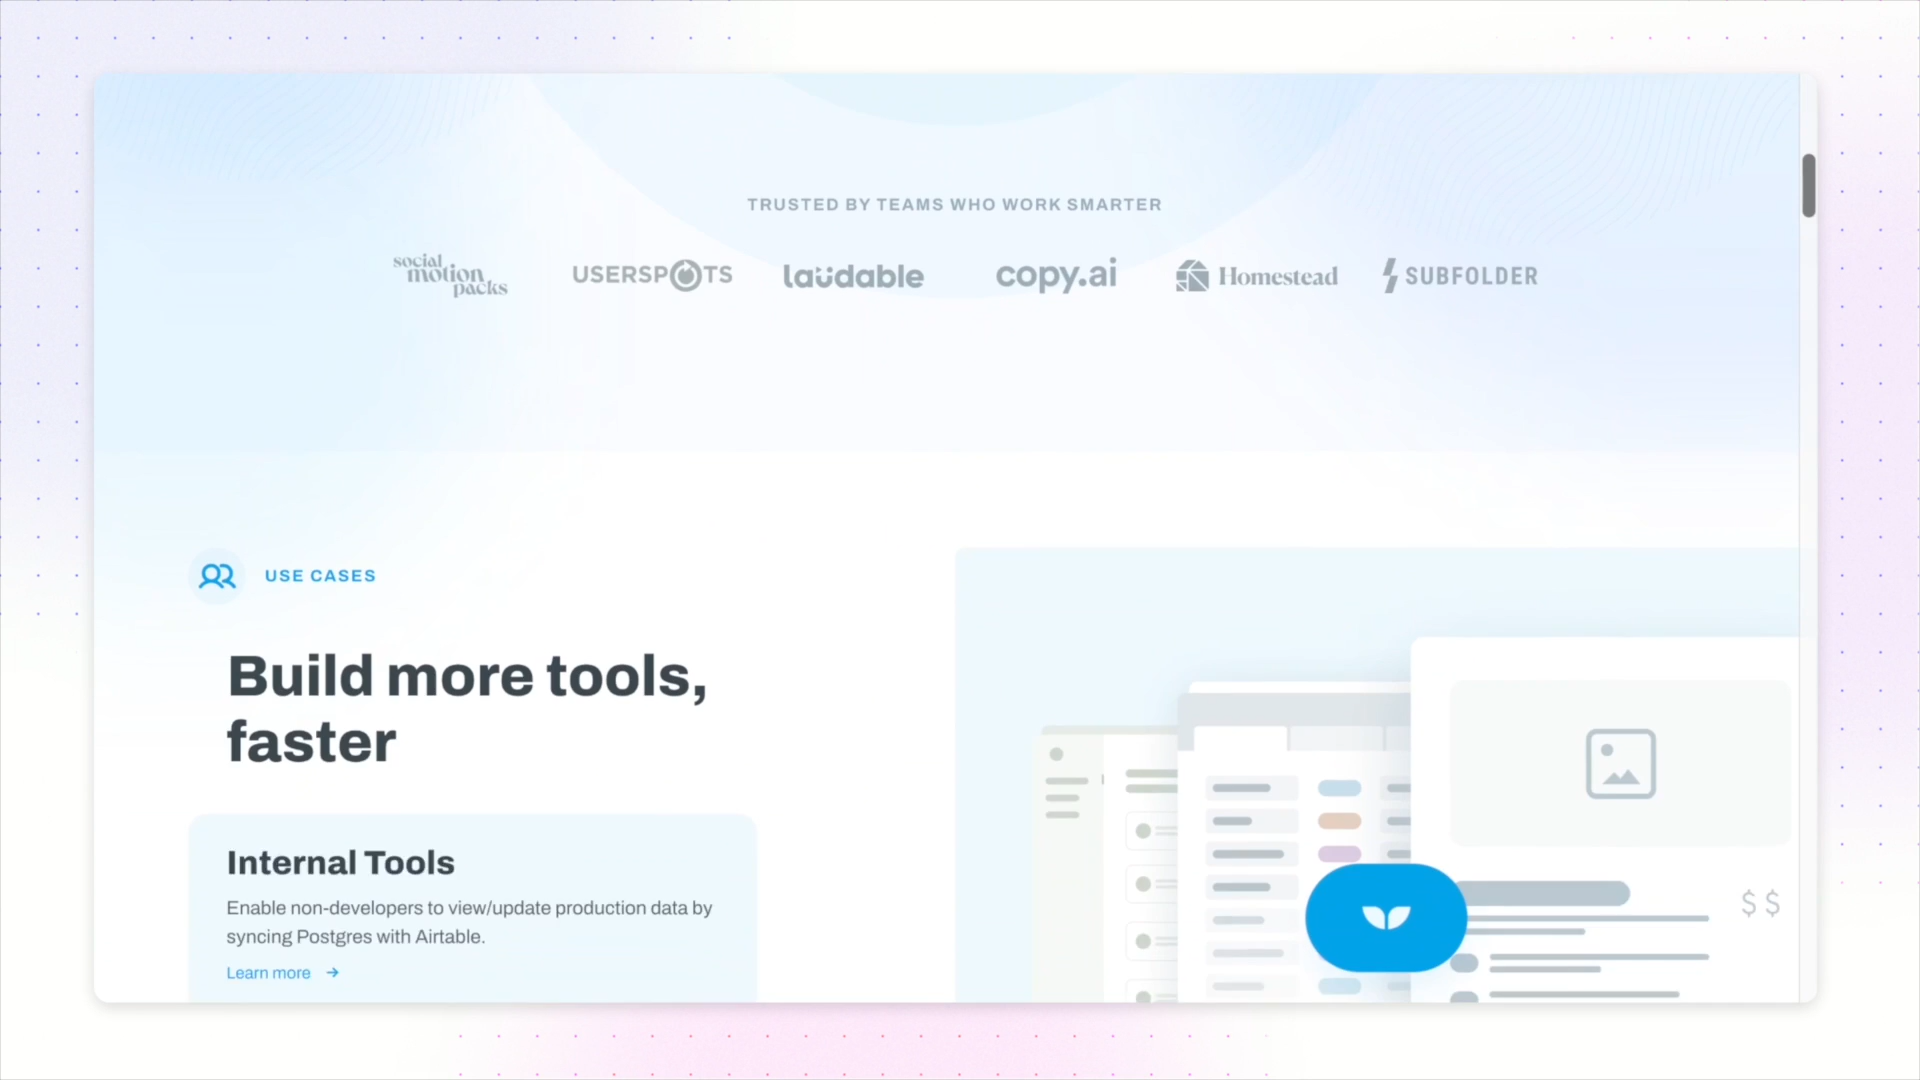 TRUSTED BY TEAMS WHO WORK SMARTER
social motion packs
USERSPOTS
laüdable
copy.ai
Homestead
SUBFOLDER
USE CASES
Build more tools,
faster
Internal Tools
Enable non-developers to view/update production data by
syncing Postgres with Airtable.
Learn more →
$ $